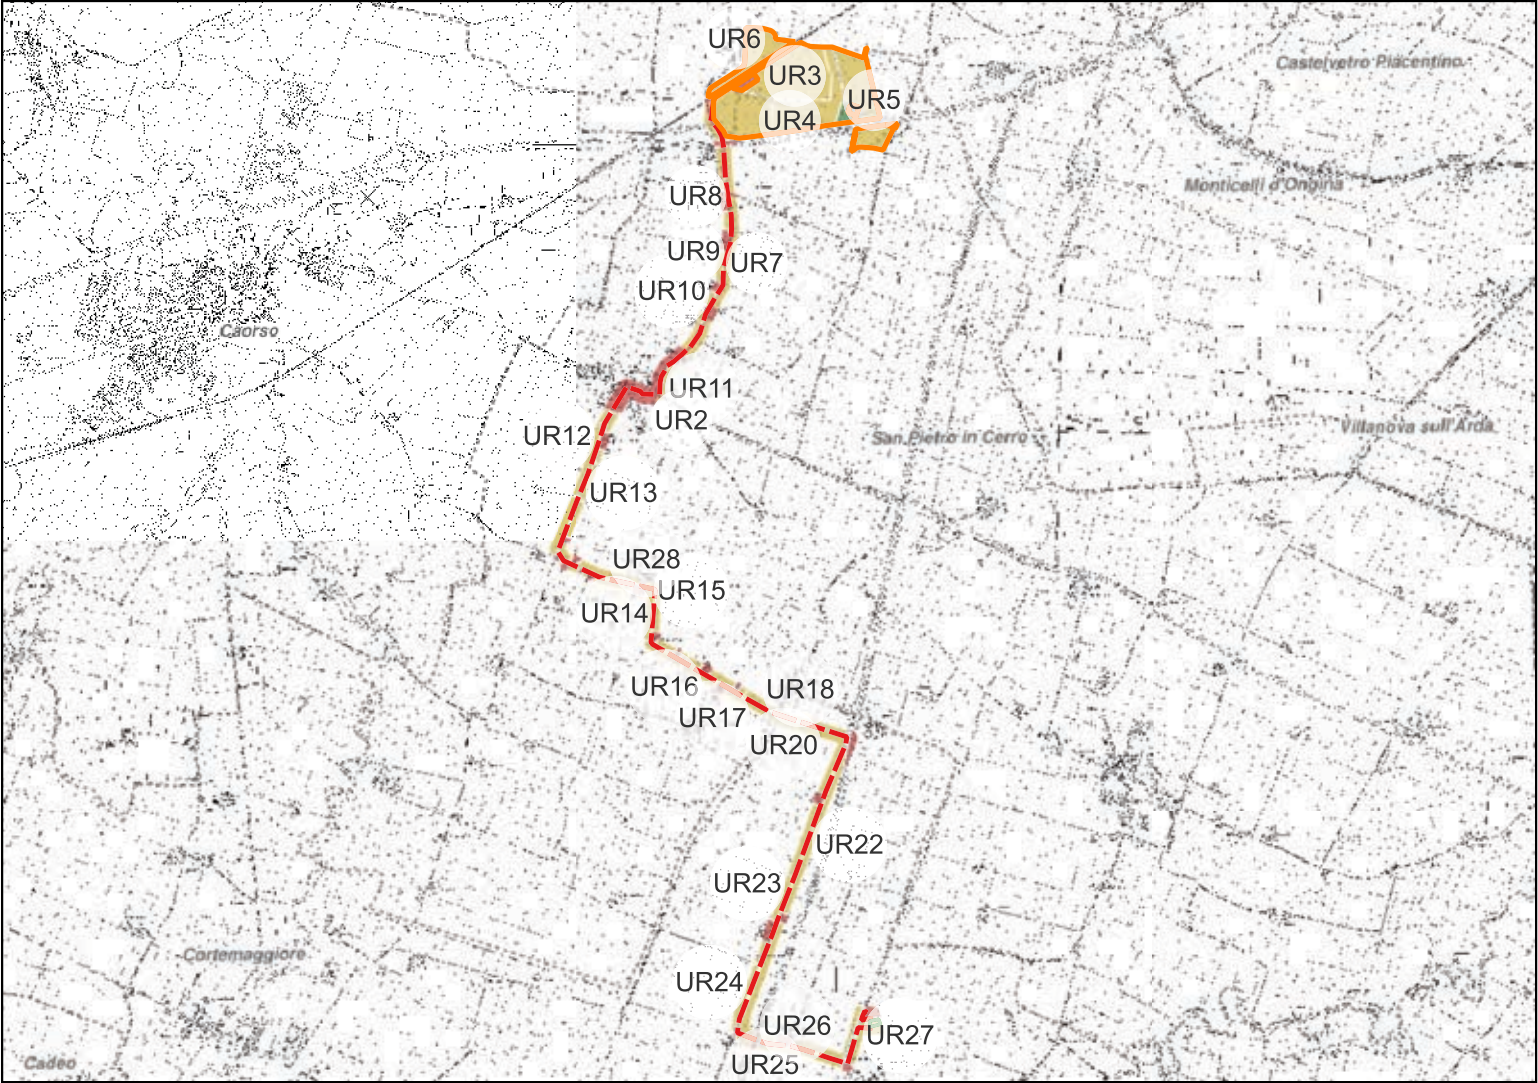 UR6
Castelvetro Piacentino
UR3
UR5
UR4
Monticelli d'Ongina
UR8
UR9
UR7
UR10
Caorso
UR11
UR2
UR12
San Pietro in Cerro
Villanova sull'Arda
UR13
UR28
UR15
UR14
UR16
UR18
UR17
UR20
UR22
UR23
Cortemaggiore
UR24
UR26
UR27
Cadeo
UR25